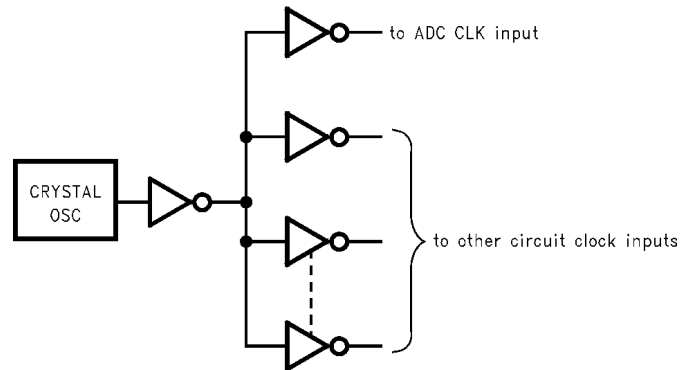 to ADC CLK input
CRYSTAL
OSC
to other circuit clock inputs